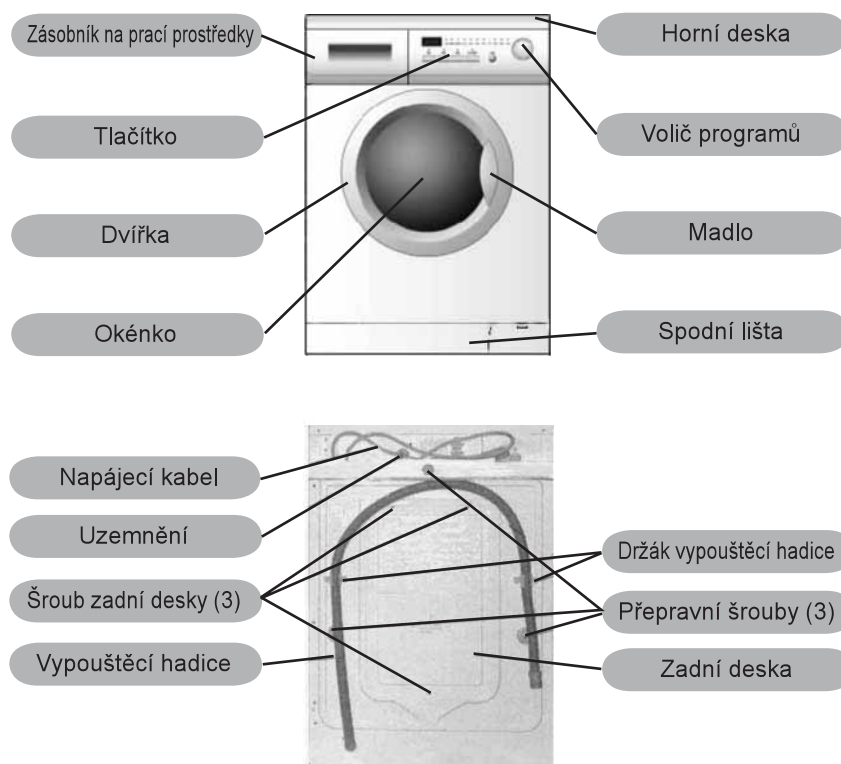 Zásobník na prací prostředky
Horní deska
Tlačítko
Volič programů
Dvířka
Madlo
Okénko
Spodní lišta
Napájecí kabel
Uzemnění
Držák vypouštěcí hadice
Šroub zadní desky (3)
Přepravní šrouby (3)
Vypouštěcí hadice
Zadní deska